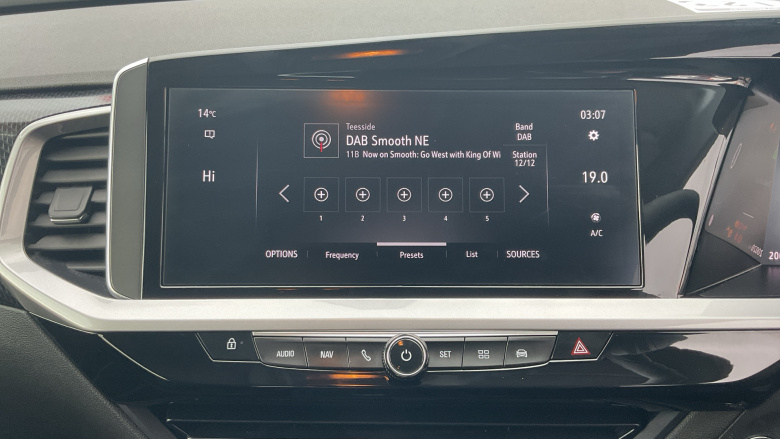 14°C
Teesside
DAB Smooth NE
11B Now on Smooth: Go West with King Of Wi
Band
DAB
Station
12/12
03:07
Hi
19.0
1 2 3 4 5
A/C
OPTIONS Frequency Presets List SOURCES
AUDIO NAV SET
200